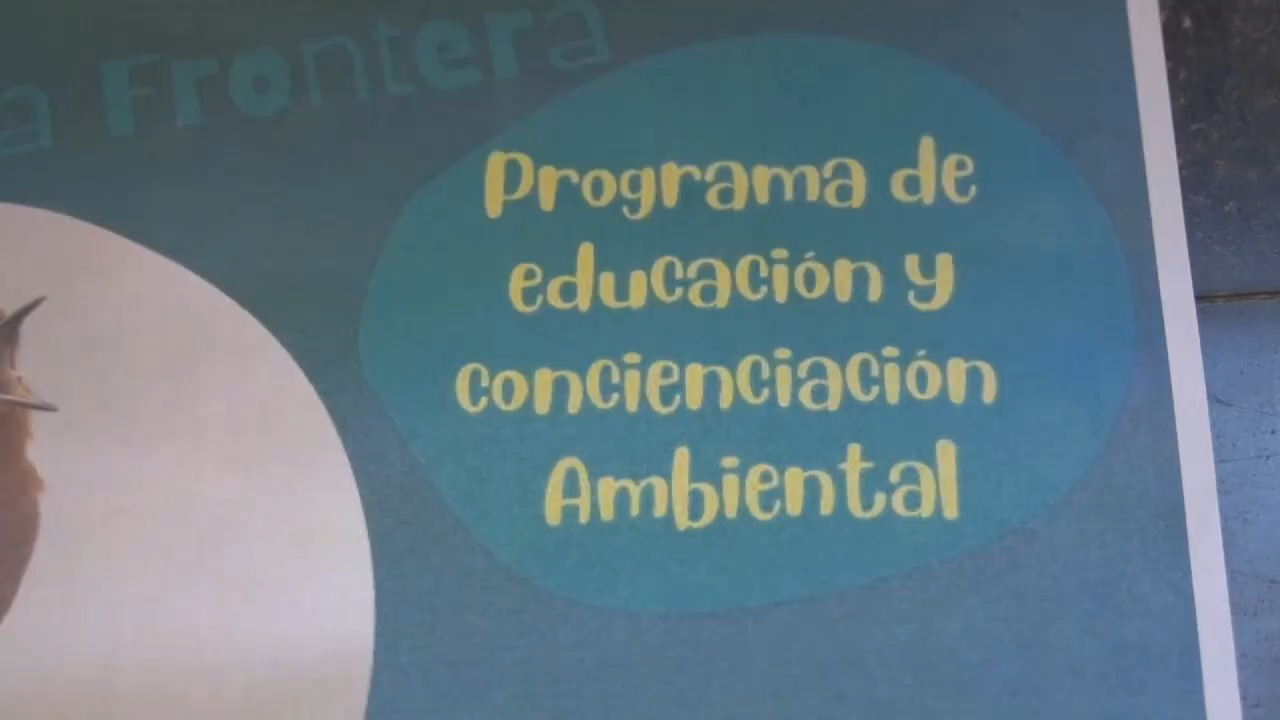 a Frontera
Programa de
educación y
concienciación
Ambiental